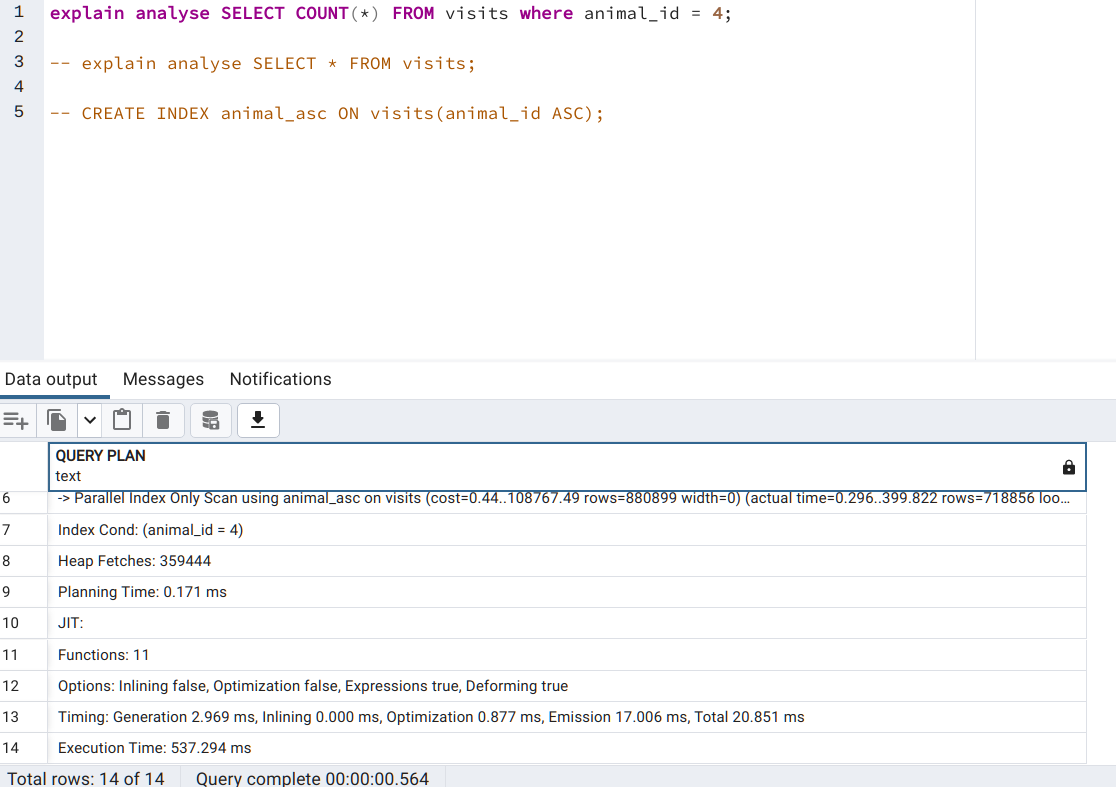 1 explain analyse SELECT COUNT(*) FROM visits where animal_id = 4;
2
3 -- explain analyse SELECT * FROM visits;
4
5 -- CREATE INDEX animal_asc ON visits(animal_id ASC);
Data output Messages Notifications
QUERY PLAN
text
6 -> Parallel Index Only Scan using animal_asc on visits (cost=0.44..108767.49 rows=880899 width=0) (actual time=0.296..399.822 rows=718856 loo...
7 Index Cond: (animal_id = 4)
8 Heap Fetches: 359444
9 Planning Time: 0.171 ms
10 JIT:
11 Functions: 11
12 Options: Inlining false, Optimization false, Expressions true, Deforming true
13 Timing: Generation 2.969 ms, Inlining 0.000 ms, Optimization 0.877 ms, Emission 17.006 ms, Total 20.851 ms
14 Execution Time: 537.294 ms
Total rows: 14 of 14 Query complete 00:00:00.564